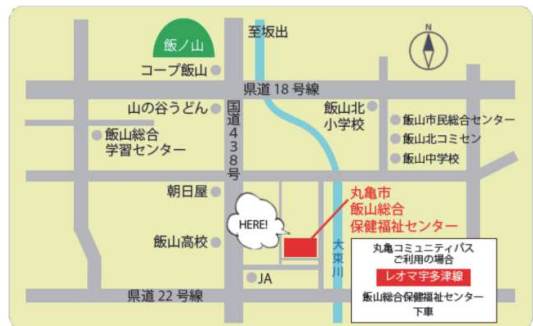 飯ノ山
至坂出
N
コープ飯山
県道18号線
山の谷うどん
国道438号
飯山北
小学校
飯山市民総合センター
飯山北コミセン
飯山中学校
飯山総合
学習センター
朝日屋
丸亀市
飯山総合
保健福祉センター
HERE!
飯山高校
大束川
丸亀コミュニティバス
ご利用の場合
レオマ宇多津線
飯山総合保健福祉センター
下車
JA
県道22号線